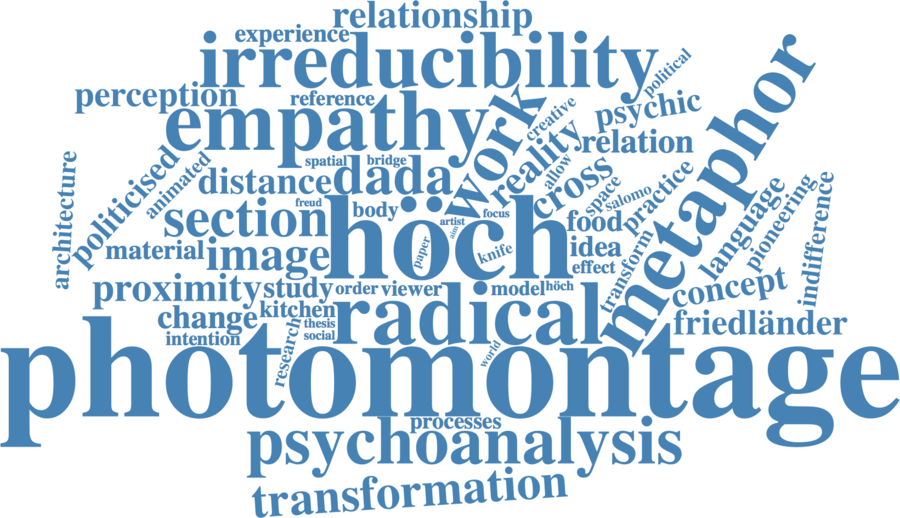 relationship
experience
irreducibility
political
perception
reference
empathy
work
creative
psychic
metaphor
reality
relation
architecture
politicised
animated
spatial
bridge
distance
dada
allow
cross
space
salomo
practice
language
pioneering
indifference
freud
body
artist
aim
focus
section
höch
food
material
image
paper
knife
idea
effect
transform
proximity
study
order
viewer
model
höch
concept
change
kitchen
radical
friedländer
thesis
social
intention
research
world
photomontage
processes
psychoanalysis
transformation